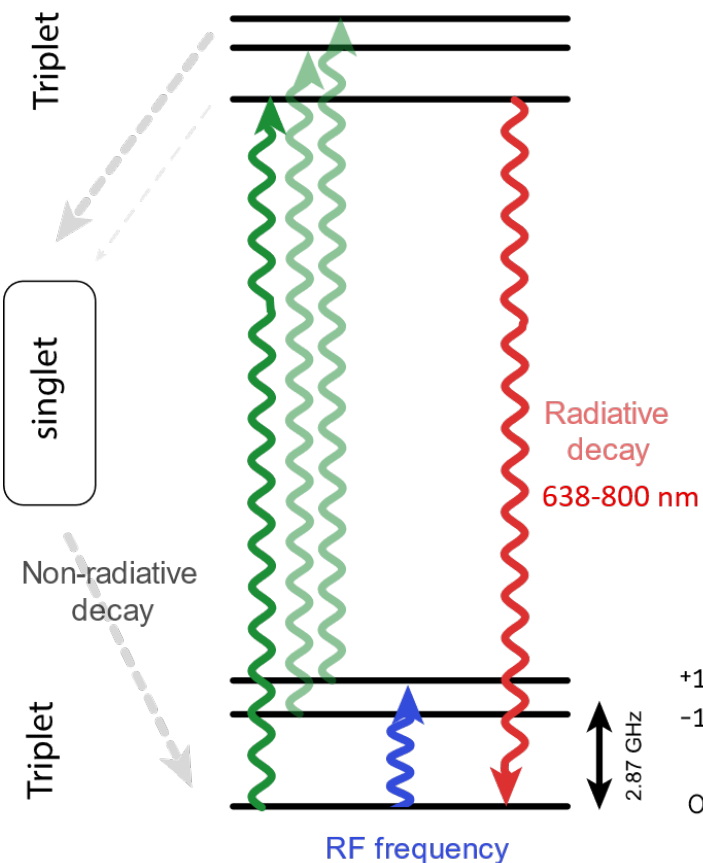 Triplet
singlet
Radiative
decay
638-800 nm
Non-radiative
decay
Triplet
+1
−1
2.87 GHz
0
RF frequency